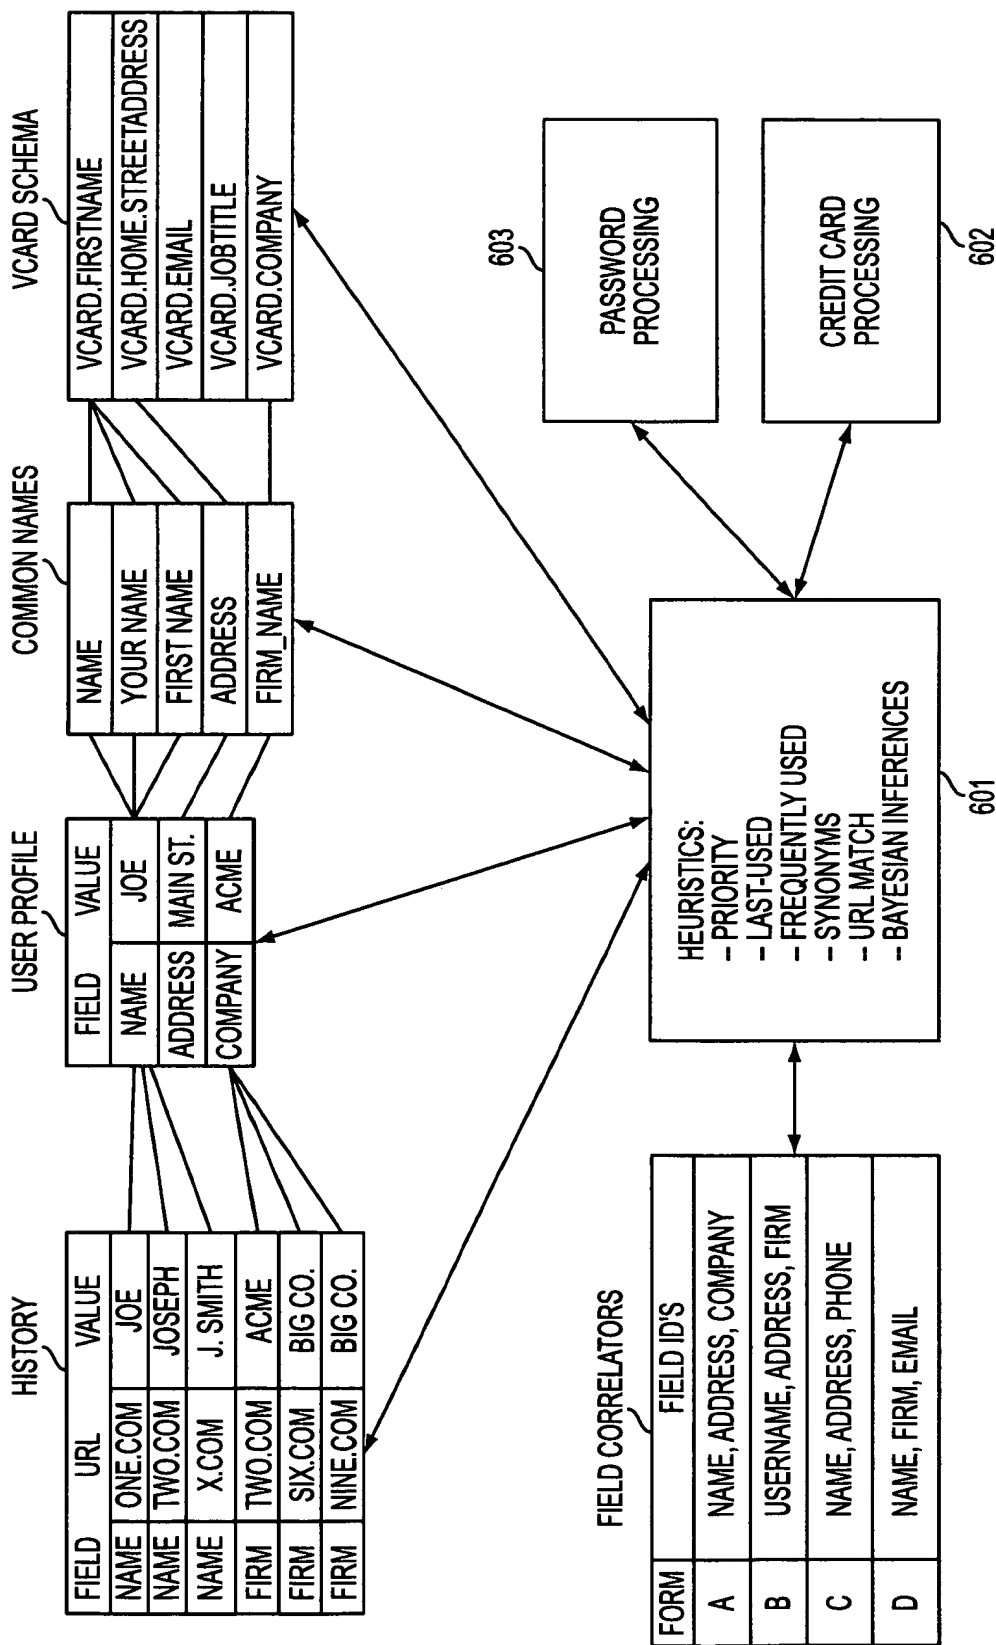 HISTORY
FIELD URL VALUE
NAME ONE.COM JOE
NAME TWO.COM JOSEPH
NAME X.COM J. SMITH
FIRM TWO.COM ACME
FIRM SIX.COM BIG CO.
FIRM NINE.COM BIG CO.
USER PROFILE
FIELD VALUE
NAME JOE
ADDRESS MAIN ST.
COMPANY ACME
COMMON NAMES
NAME
YOUR NAME
FIRST NAME
ADDRESS
FIRM_NAME
VCARD SCHEMA
VCARD.FIRSTNAME
VCARD.HOME.STREETADDRESS
VCARD.EMAIL
VCARD.JOBTITLE
VCARD.COMPANY
FIELD CORRELATORS
FORM FIELD ID'S
A NAME, ADDRESS, COMPANY
B USERNAME, ADDRESS, FIRM
C NAME, ADDRESS, PHONE
D NAME, FIRM, EMAIL
HEURISTICS:
-- PRIORITY
-- LAST-USED
-- FREQUENTLY USED
-- SYNONYMS
-- URL MATCH
-- BAYESIAN INFERENCES
601
603
PASSWORD
PROCESSING
CREDIT CARD
PROCESSING
602